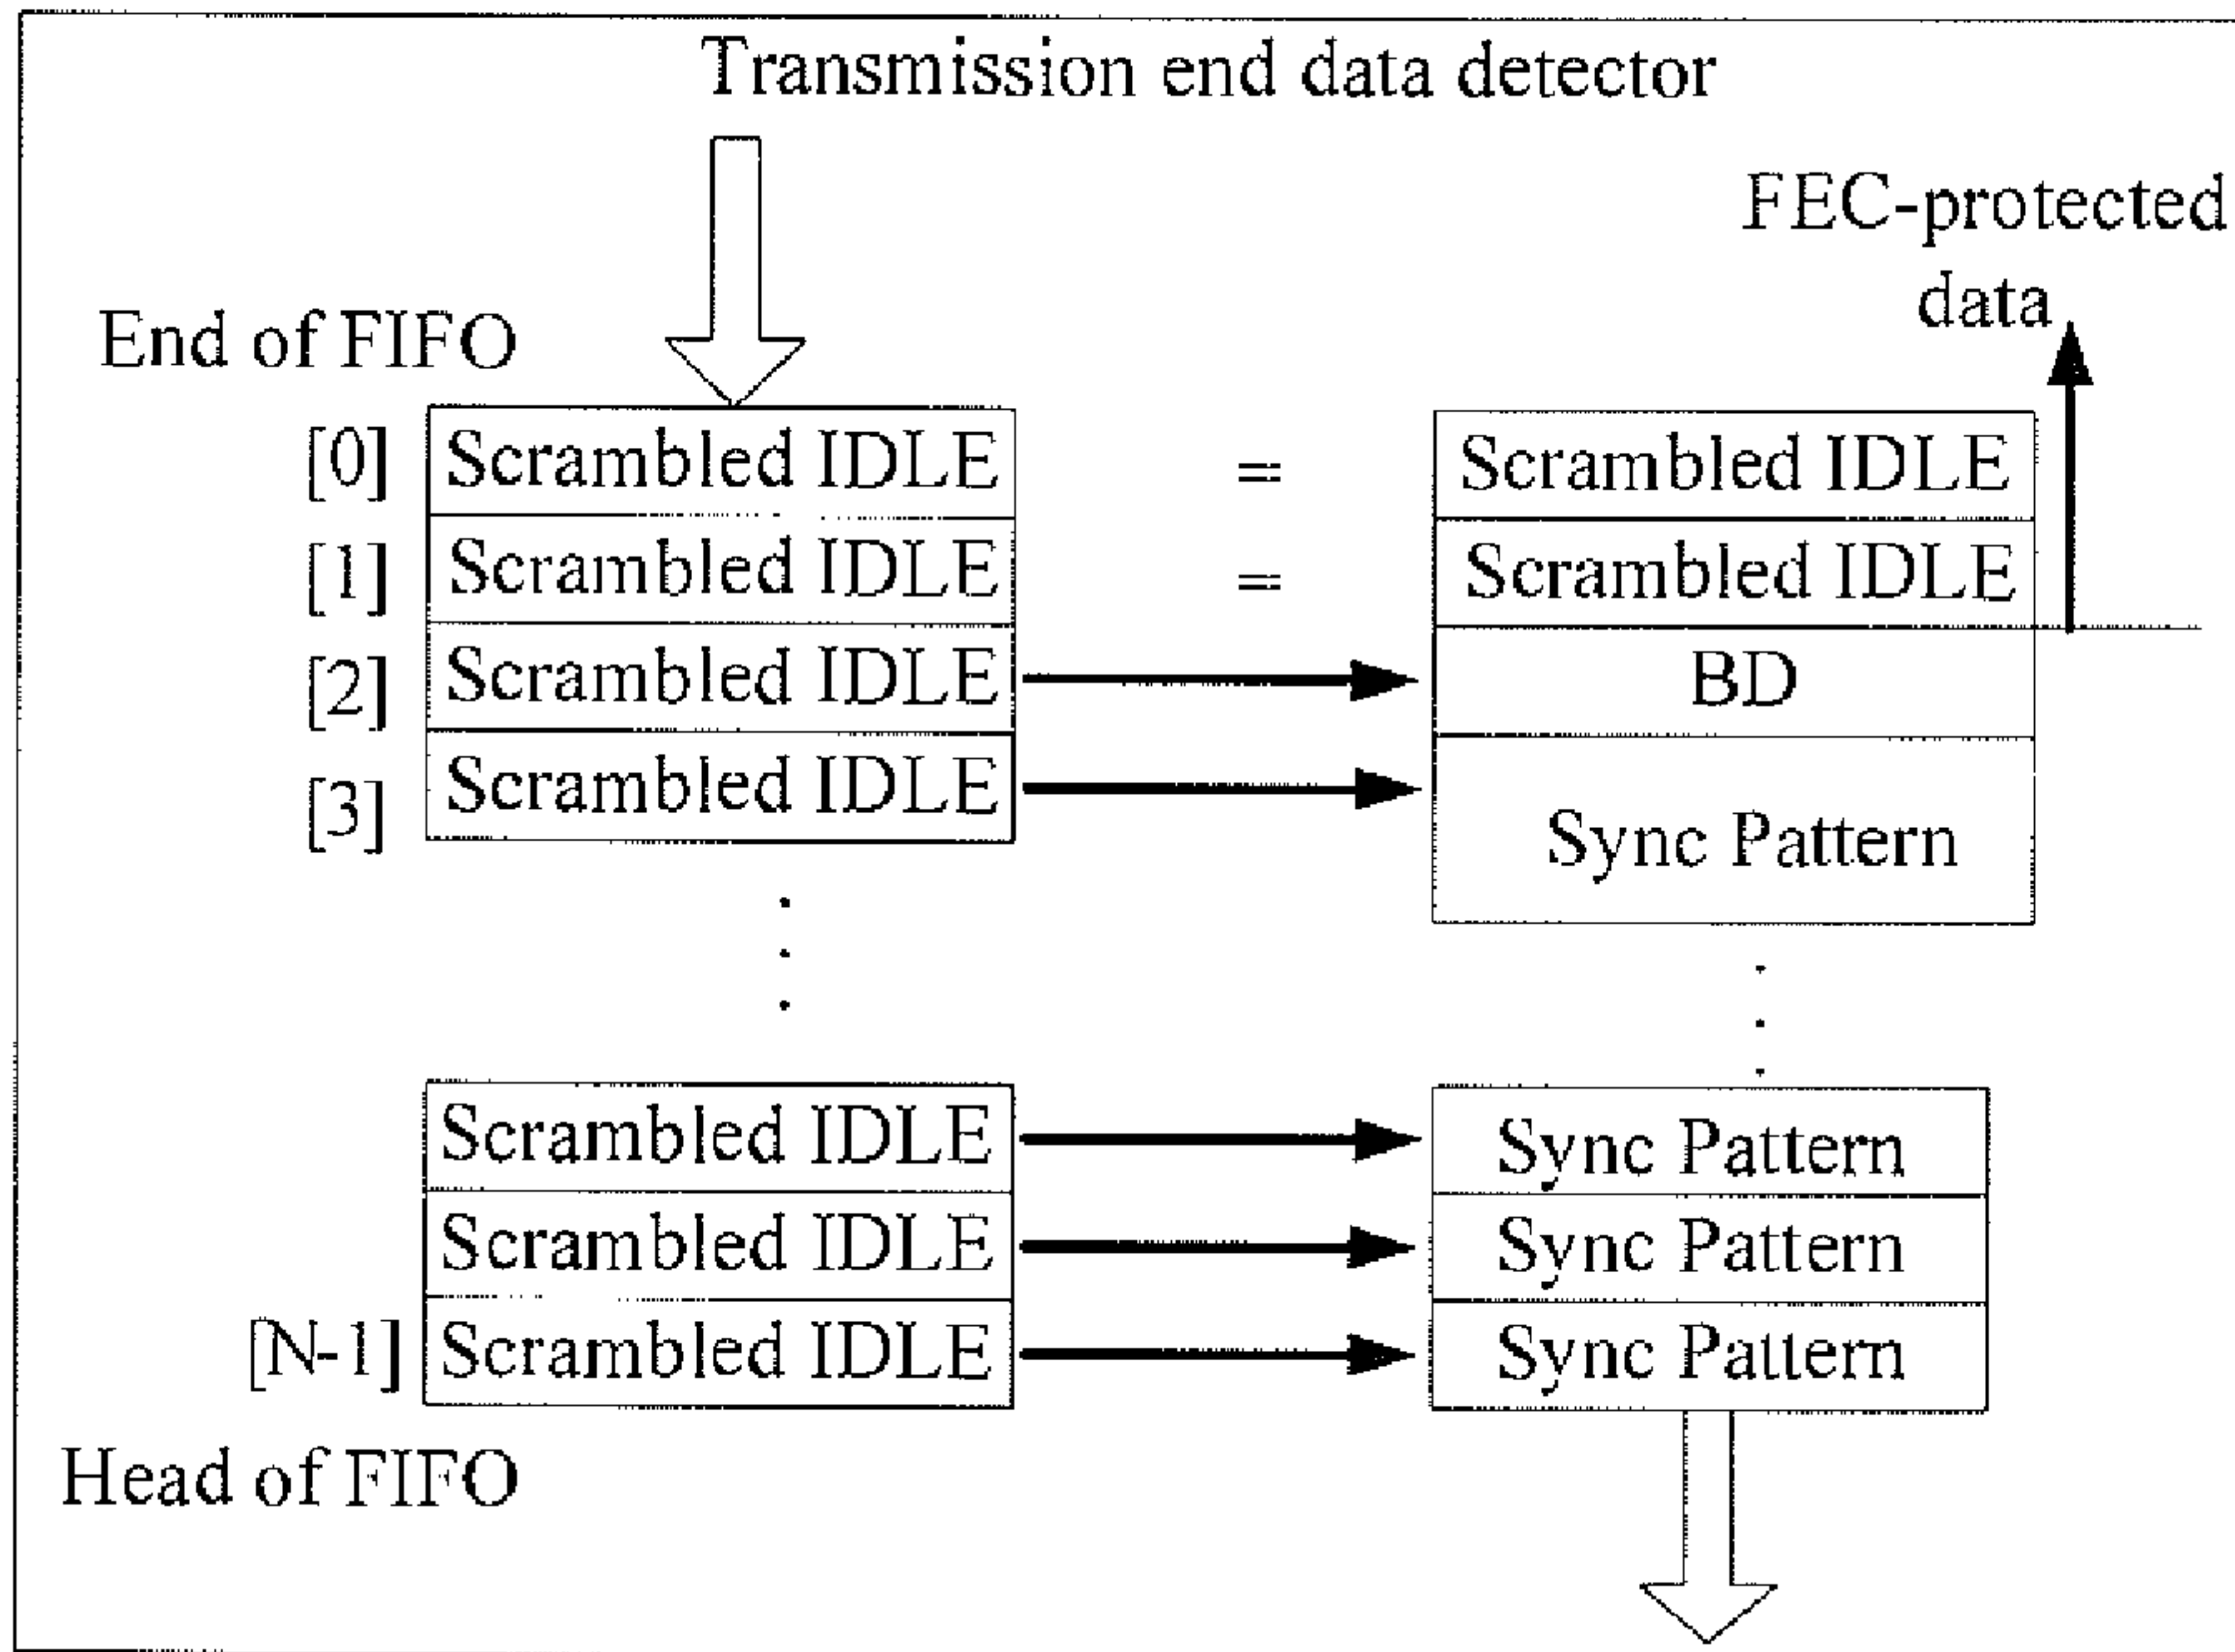 Transmission end data detector
FEC-protected
data
End of FIFO
[0] Scrambled IDLE = Scrambled IDLE
[1] Scrambled IDLE = Scrambled IDLE
[2] Scrambled IDLE BD
[3] Scrambled IDLE Sync Pattern
Scrambled IDLE Sync Pattern
Scrambled IDLE Sync Pattern
[N-1] Scrambled IDLE Sync Pattern
Head of FIFO